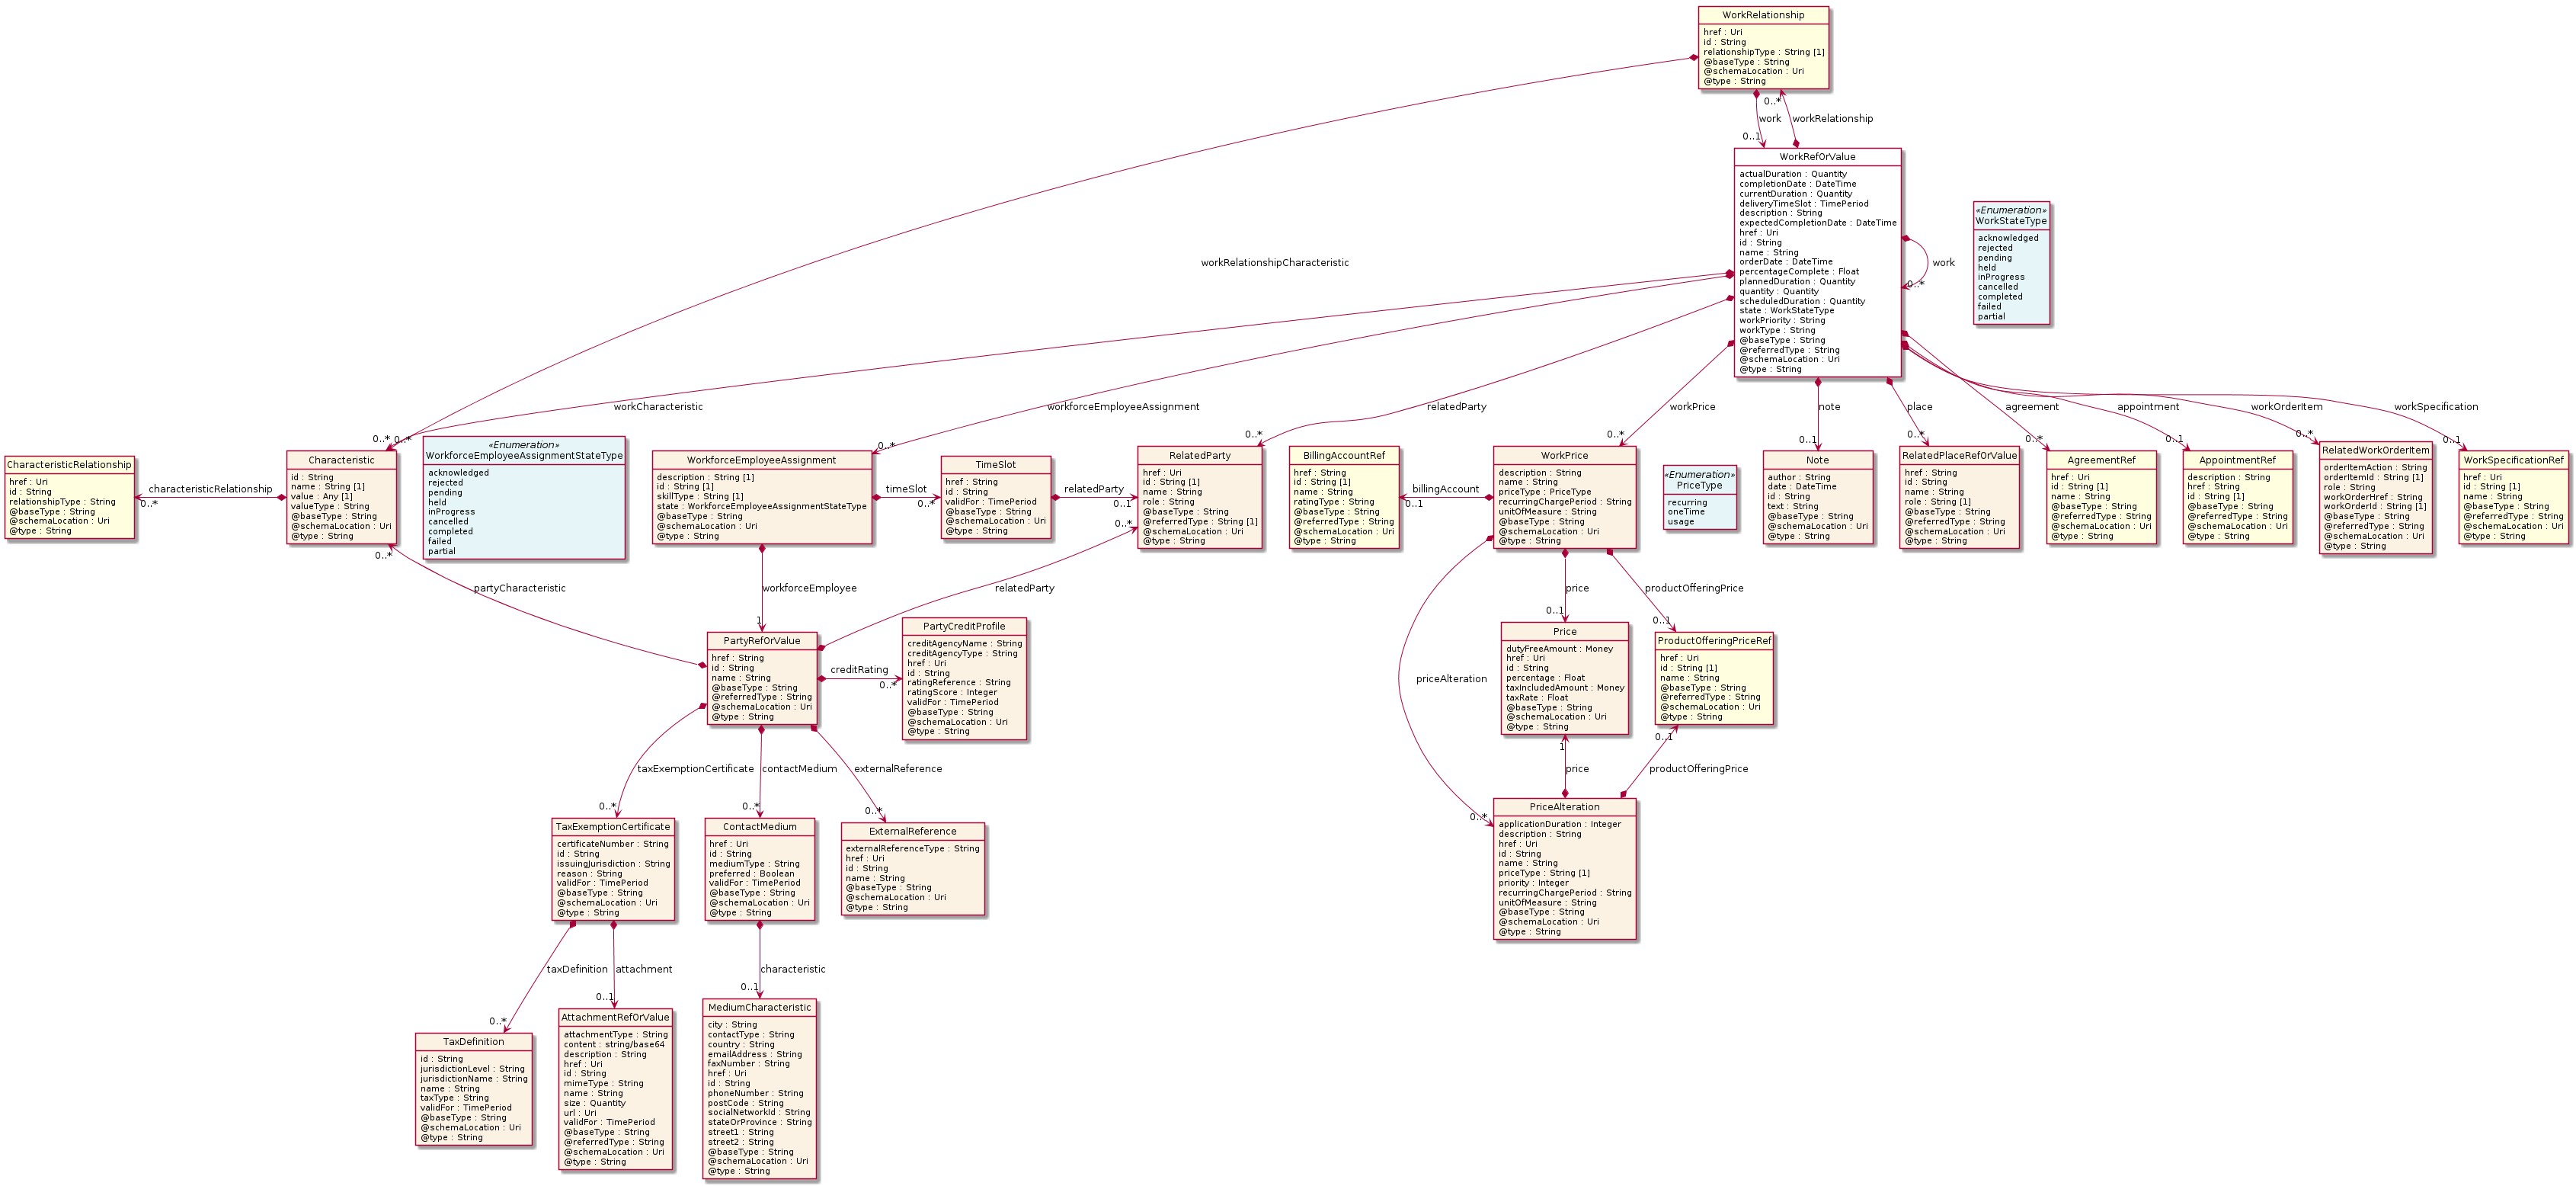 WorkRelationship
href : Uri
id : String
relationshipType : String [1]
@baseType : String
@schemaLocation : Uri
@type : String
0..*
work
workRelationship
0..1
WorkRefOrValue
actualDuration : Quantity
completionDate : DateTime
currentDuration : Quantity
deliveryTimeSlot : TimePeriod
description : String
expectedCompletionDate : DateTime
href : Uri
id : String
name : String
orderDate : DateTime
percentageComplete : Float
plannedDuration : Quantity
quantity : Quantity
scheduledDuration : Quantity
state : WorkStateType
workPriority : String
workType : String
@baseType : String
@referredType : String
@schemaLocation : Uri
@type : String
work
0..*
«Enumeration»
WorkStateType
acknowledged
rejected
pending
held
inProgress
cancelled
completed
failed
partial
workRelationshipCharacteristic
workCharacteristic
workforceEmployeeAssignment
relatedParty
workPrice
note
place
agreement
appointment
workOrderItem
workSpecification
0..*
0..*
0..*
0..*
0..*
0..1
0..*
0..*
0..1
0..*
0..1
CharacteristicRelationship
href : Uri
id : String
relationshipType : String
@baseType : String
@schemaLocation : Uri
@type : String
characteristicRelationship
0..*
Characteristic
id : String
name : String [1]
value : Any [1]
valueType : String
@baseType : String
@schemaLocation : Uri
@type : String
0..*
«Enumeration»
WorkforceEmployeeAssignmentStateType
acknowledged
rejected
pending
held
inProgress
cancelled
completed
failed
partial
WorkforceEmployeeAssignment
description : String [1]
id : String [1]
skillType : String [1]
state : WorkforceEmployeeAssignmentStateType
@baseType : String
@schemaLocation : Uri
@type : String
timeSlot
0..*
TimeSlot
href : String
id : String
validFor : TimePeriod
@baseType : String
@schemaLocation : Uri
@type : String
relatedParty
0..1
0..*
RelatedParty
href : Uri
id : String [1]
name : String
role : String
@baseType : String
@referredType : String [1]
@schemaLocation : Uri
@type : String
BillingAccountRef
href : String
id : String [1]
name : String
ratingType : String
@baseType : String
@referredType : String
@schemaLocation : Uri
@type : String
billingAccount
0..1
WorkPrice
description : String
name : String
priceType : PriceType
recurringChargePeriod : String
unitOfMeasure : String
@baseType : String
@schemaLocation : Uri
@type : String
«Enumeration»
PriceType
recurring
oneTime
usage
Note
author : String
date : DateTime
id : String
text : String
@baseType : String
@schemaLocation : Uri
@type : String
RelatedPlaceRefOrValue
href : String
id : String
name : String
role : String [1]
@baseType : String
@referredType : String
@schemaLocation : Uri
@type : String
AgreementRef
href : Uri
id : String [1]
name : String
@baseType : String
@referredType : String
@schemaLocation : Uri
@type : String
AppointmentRef
description : String
href : String
id : String [1]
@baseType : String
@referredType : String
@schemaLocation : Uri
@type : String
RelatedWorkOrderItem
orderItemAction : String
orderItemId : String [1]
role : String
workOrderHref : String
workOrderId : String [1]
@baseType : String
@referredType : String
@schemaLocation : Uri
@type : String
WorkSpecificationRef
href : Uri
id : String [1]
name : String
@baseType : String
@referredType : String
@schemaLocation : Uri
@type : String
partyCharacteristic
workforceEmployee
relatedParty
price
productOfferingPrice
1
0..1
0..1
PartyRefOrValue
href : String
id : String
name : String
@baseType : String
@referredType : String
@schemaLocation : Uri
@type : String
creditRating
0..*
PartyCreditProfile
creditAgencyName : String
creditAgencyType : String
href : Uri
id : String
ratingReference : String
ratingScore : Integer
validFor : TimePeriod
@baseType : String
@schemaLocation : Uri
@type : String
priceAlteration
Price
dutyFreeAmount : Money
href : Uri
id : String
percentage : Float
taxIncludedAmount : Money
taxRate : Float
@baseType : String
@schemaLocation : Uri
@type : String
ProductOfferingPriceRef
href : Uri
id : String [1]
name : String
@baseType : String
@referredType : String
@schemaLocation : Uri
@type : String
1
0..1
taxExemptionCertificate
contactMedium
externalReference
price
productOfferingPrice
0..*
0..*
0..*
0..*
TaxExemptionCertificate
certificateNumber : String
id : String
issuingJurisdiction : String
reason : String
validFor : TimePeriod
@baseType : String
@schemaLocation : Uri
@type : String
ContactMedium
href : Uri
id : String
mediumType : String
preferred : Boolean
validFor : TimePeriod
@baseType : String
@schemaLocation : Uri
@type : String
ExternalReference
externalReferenceType : String
href : Uri
id : String
name : String
@baseType : String
@schemaLocation : Uri
@type : String
PriceAlteration
applicationDuration : Integer
description : String
href : Uri
id : String
name : String
priceType : String [1]
priority : Integer
recurringChargePeriod : String
unitOfMeasure : String
@baseType : String
@schemaLocation : Uri
@type : String
taxDefinition
attachment
characteristic
0..*
0..1
0..1
TaxDefinition
id : String
jurisdictionLevel : String
jurisdictionName : String
name : String
taxType : String
validFor : TimePeriod
@baseType : String
@schemaLocation : Uri
@type : String
AttachmentRefOrValue
attachmentType : String
content : string/base64
description : String
href : Uri
id : String
mimeType : String
name : String
size : Quantity
url : Uri
validFor : TimePeriod
@baseType : String
@referredType : String
@schemaLocation : Uri
@type : String
MediumCharacteristic
city : String
contactType : String
country : String
emailAddress : String
faxNumber : String
href : Uri
id : String
phoneNumber : String
postCode : String
socialNetworkId : String
stateOrProvince : String
street1 : String
street2 : String
@baseType : String
@schemaLocation : Uri
@type : String